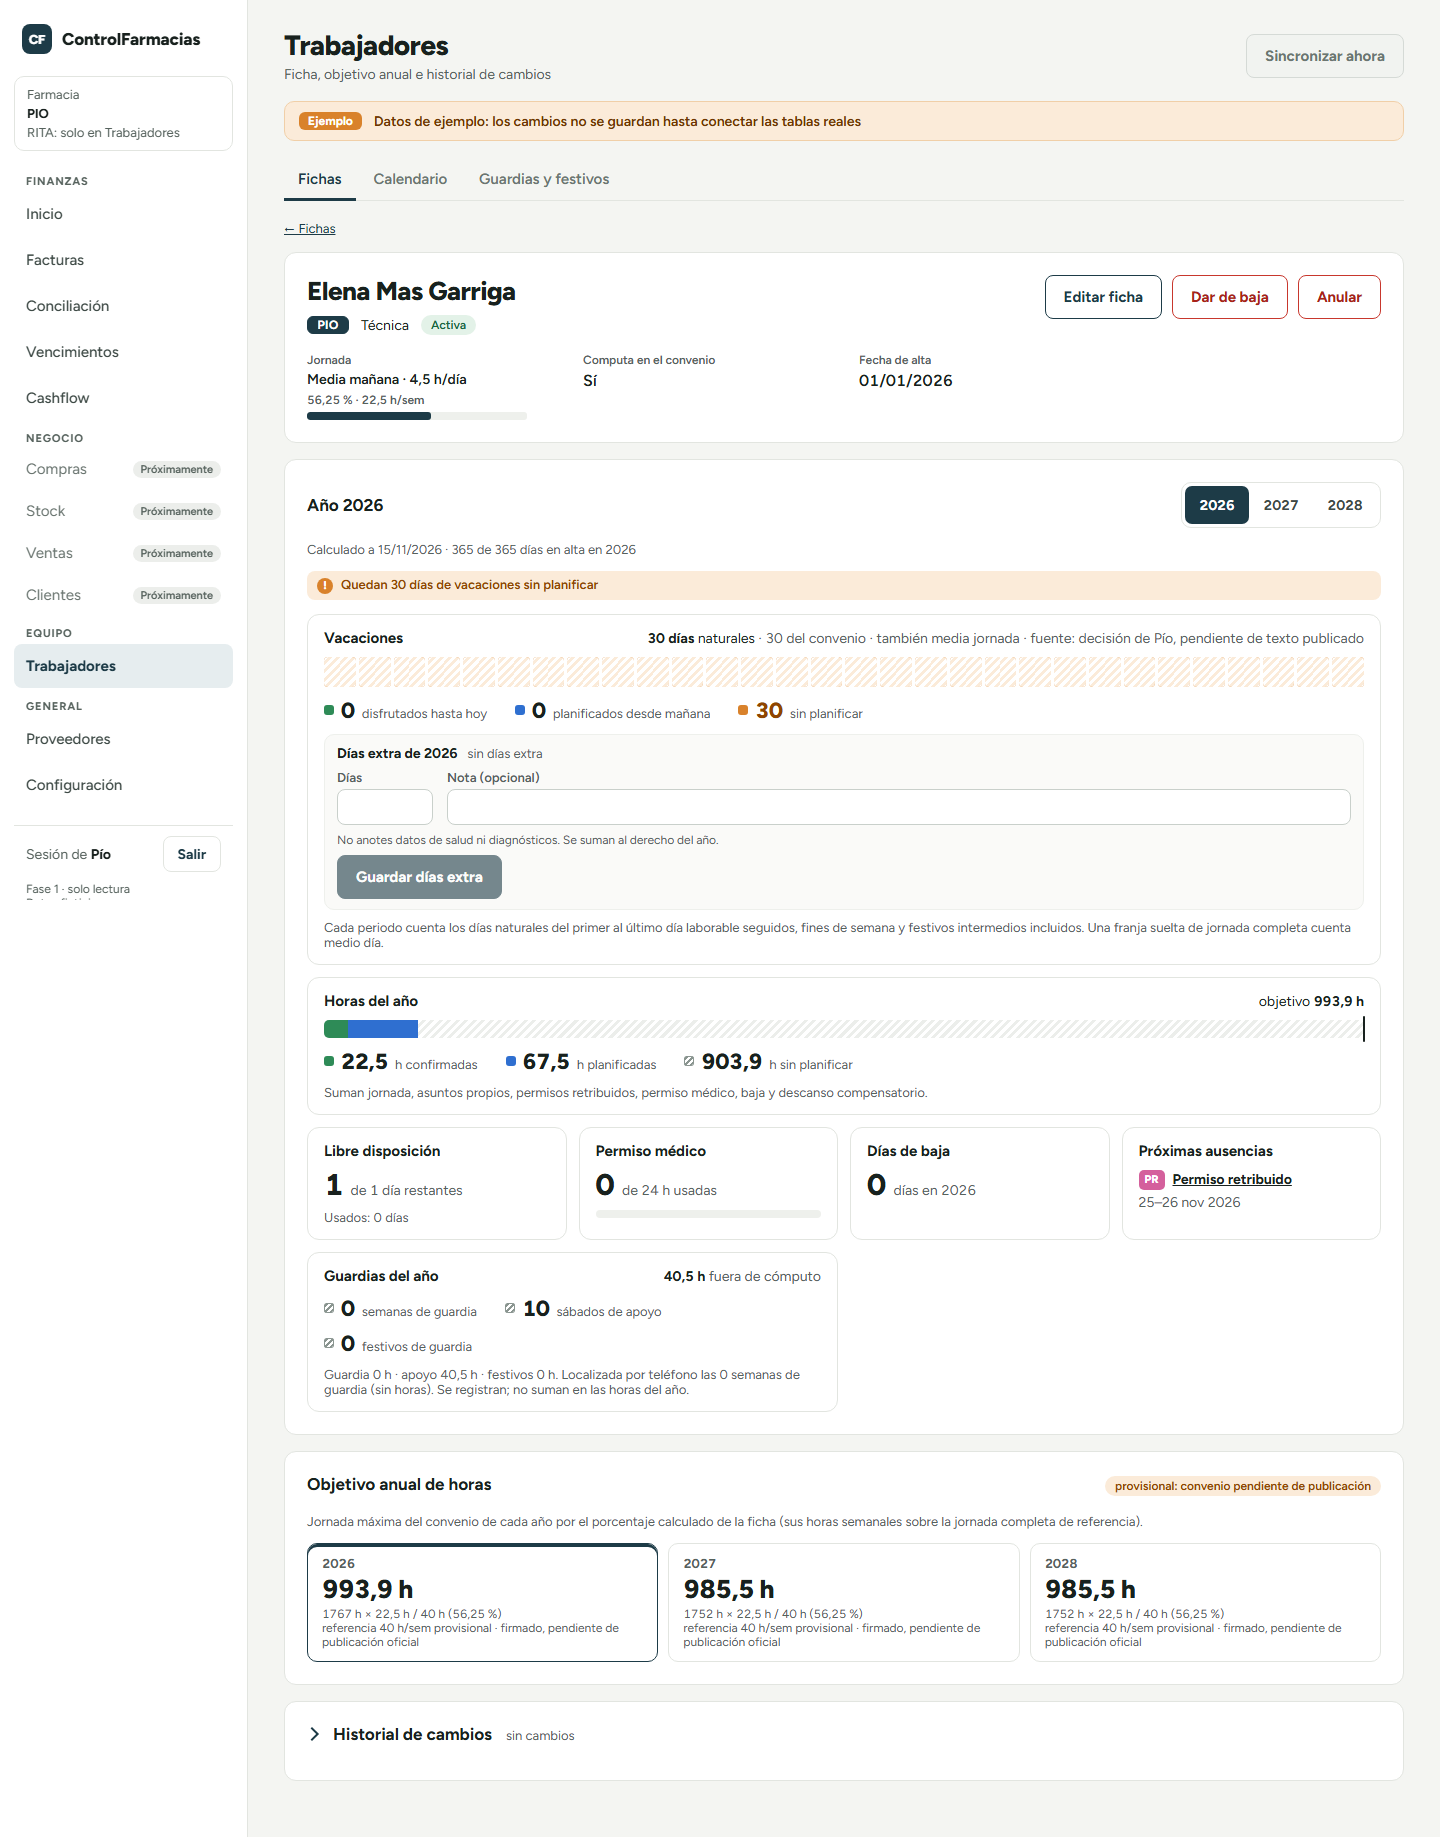 CF ControlFarmacias
Farmacia
PIO
RITA: solo en Trabajadores
FINANZAS
Inicio
Facturas
Conciliación
Vencimientos
Cashflow
NEGOCIO
Compras Próximamente
Stock Próximamente
Ventas Próximamente
Clientes Próximamente
EQUIPO
Trabajadores
GENERAL
Proveedores
Configuración
Sesión de Pío Salir
Fase 1 · solo lectura
Trabajadores
Ficha, objetivo anual e historial de cambios
Sincronizar ahora
Ejemplo Datos de ejemplo: los cambios no se guardan hasta conectar las tablas reales
Fichas Calendario Guardias y festivos
← Fichas
Elena Mas Garriga
PIO Técnica Activa
Editar ficha Dar de baja Anular
Jornada
Media mañana · 4,5 h/día
56,25 % · 22,5 h/sem
Computa en el convenio
Sí
Fecha de alta
01/01/2026
Año 2026
2026 2027 2028
Calculado a 15/11/2026 · 365 de 365 días en alta en 2026
! Quedan 30 días de vacaciones sin planificar
Vacaciones 30 días naturales · 30 del convenio · también media jornada · fuente: decisión de Pío, pendiente de texto publicado
0 disfrutados hasta hoy 0 planificados desde mañana 30 sin planificar
Días extra de 2026 sin días extra
Días Nota (opcional)
No anotes datos de salud ni diagnósticos. Se suman al derecho del año.
Guardar días extra
Cada periodo cuenta los días naturales del primer al último día laborable seguidos, fines de semana y festivos intermedios incluidos. Una franja suelta de jornada completa cuenta
medio día.
Horas del año objetivo 993,9 h
22,5 h confirmadas 67,5 h planificadas 903,9 h sin planificar
Suman jornada, asuntos propios, permisos retribuidos, permiso médico, baja y descanso compensatorio.
Libre disposición
1 de 1 día restantes
Usados: 0 días
Permiso médico
0 de 24 h usadas
Días de baja
0 días en 2026
Próximas ausencias
PR Permiso retribuido
25–26 nov 2026
Guardias del año 40,5 h fuera de cómputo
0 semanas de guardia 10 sábados de apoyo
0 festivos de guardia
Guardia 0 h · apoyo 40,5 h · festivos 0 h. Localizada por teléfono las 0 semanas de
guardia (sin horas). Se registran; no suman en las horas del año.
Objetivo anual de horas provisional: convenio pendiente de publicación
Jornada máxima del convenio de cada año por el porcentaje calculado de la ficha (sus horas semanales sobre la jornada completa de referencia).
2026
993,9 h
1767 h × 22,5 h / 40 h (56,25 %)
referencia 40 h/sem provisional · firmado, pendiente de
publicación oficial
2027
985,5 h
1752 h × 22,5 h / 40 h (56,25 %)
referencia 40 h/sem provisional · firmado, pendiente de
publicación oficial
2028
985,5 h
1752 h × 22,5 h / 40 h (56,25 %)
referencia 40 h/sem provisional · firmado, pendiente de
publicación oficial
Historial de cambios sin cambios